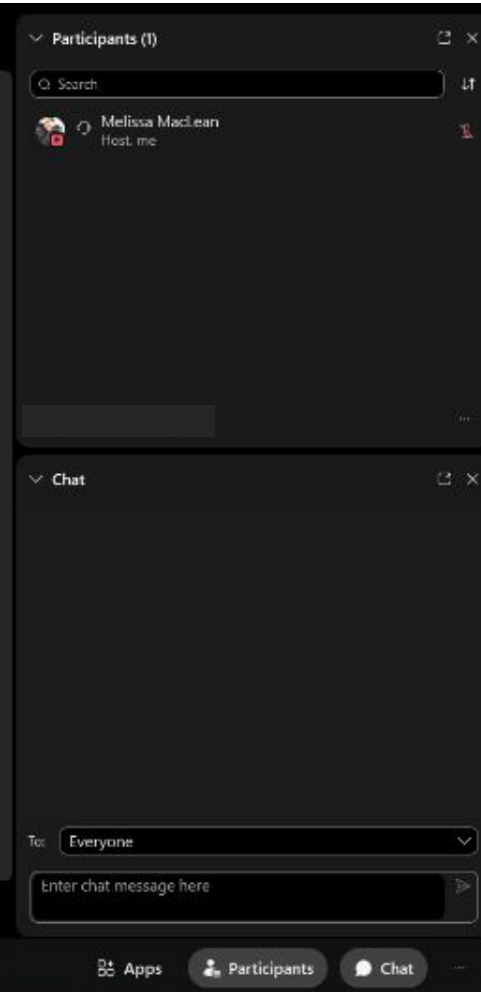 Participants (1)
Search
Melissa MacLean
Host, me
Chat
To: Everyone
Enter chat message here
Apps
Participants
Chat